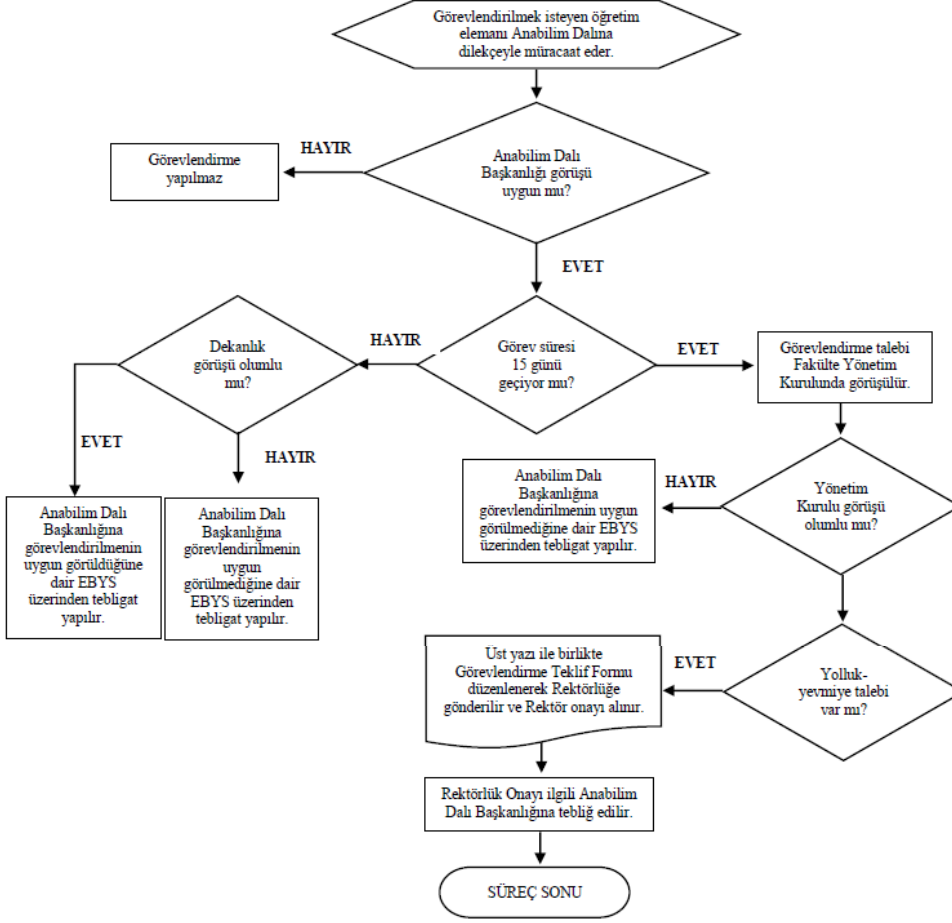 Görevlendirilmek isteyen öğretim
elemanı Anabilim Dalına
dilekçeyle müracaat eder.
HAYIR
Görevlendirme
yapılmaz
Anabilim Dalı
Başkanlığı görüşü
uygun mu?
EVET
Dekanlık
görüşü olumlu
mu?
HAYIR
Görev süresi
15 günü
geçiyor mu?
EVET
Görevlendirme talebi
Fakülte Yönetim
Kurulunda görüşülür.
EVET
HAYIR
Anabilim Dalı
Başkanlığına
görevlendirilmenin
uygun görüldüğüne
dair EBYS
üzerinden tebligat
yapılır.
Anabilim Dalı
Başkanlığına
görevlendirilmenin
uygun
görülmediğine dair
EBYS üzerinden
tebligat yapılır.
Anabilim Dalı
Başkanlığına
görevlendirilmenin uygun
görülmediğine dair EBYS
üzerinden tebligat yapılır.
HAYIR
Yönetim
Kurulu görüşü
olumlu mu?
Üst yazı ile birlikte
Görevlendirme Teklif Formu
düzenlenerek Rektörlüğe
gönderilir ve Rektör onayı alınır.
EVET
Yolluk-
yevmiye talebi
var mı?
Rektörlük Onayı ilgili Anabilim
Dalı Başkanlığına tebliğ edilir.
SÜREÇ SONU